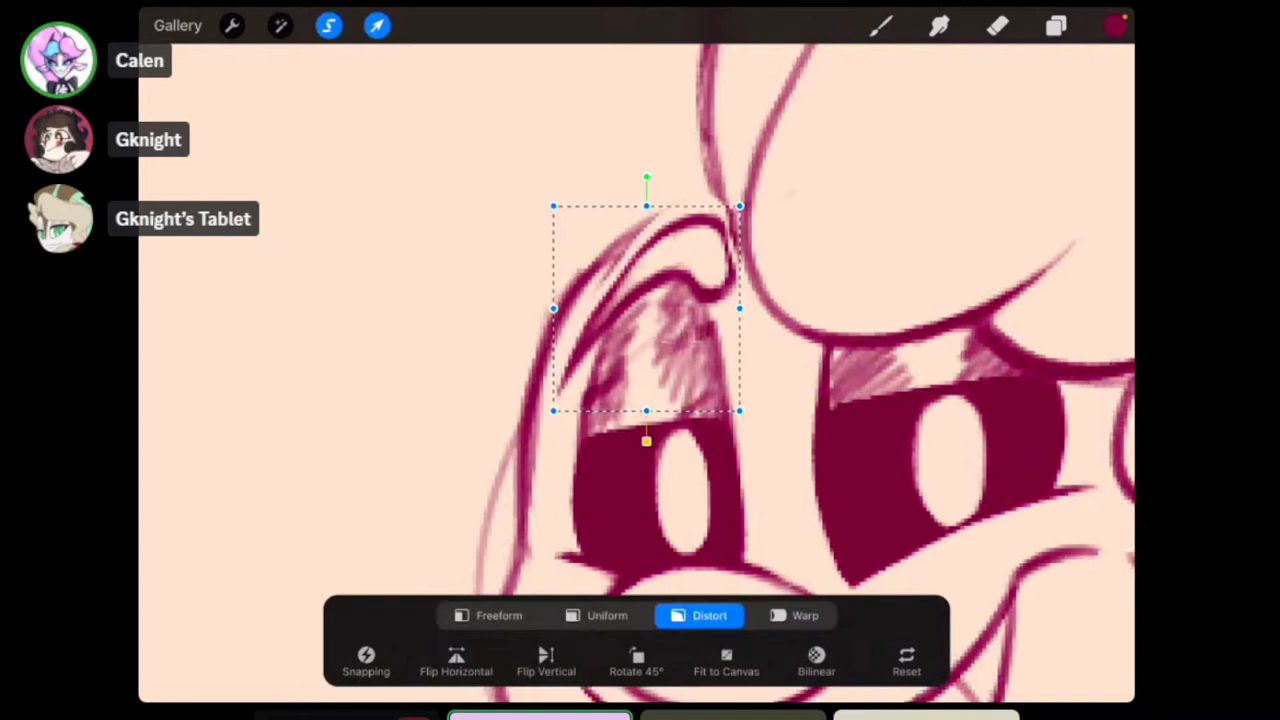 Gallery
Calen
Gknight
Gknight's Tablet
Freeform Uniform Distort Warp
Snapping Flip Horizontal Flip Vertical Rotate 45° Fit to Canvas Bilinear Reset